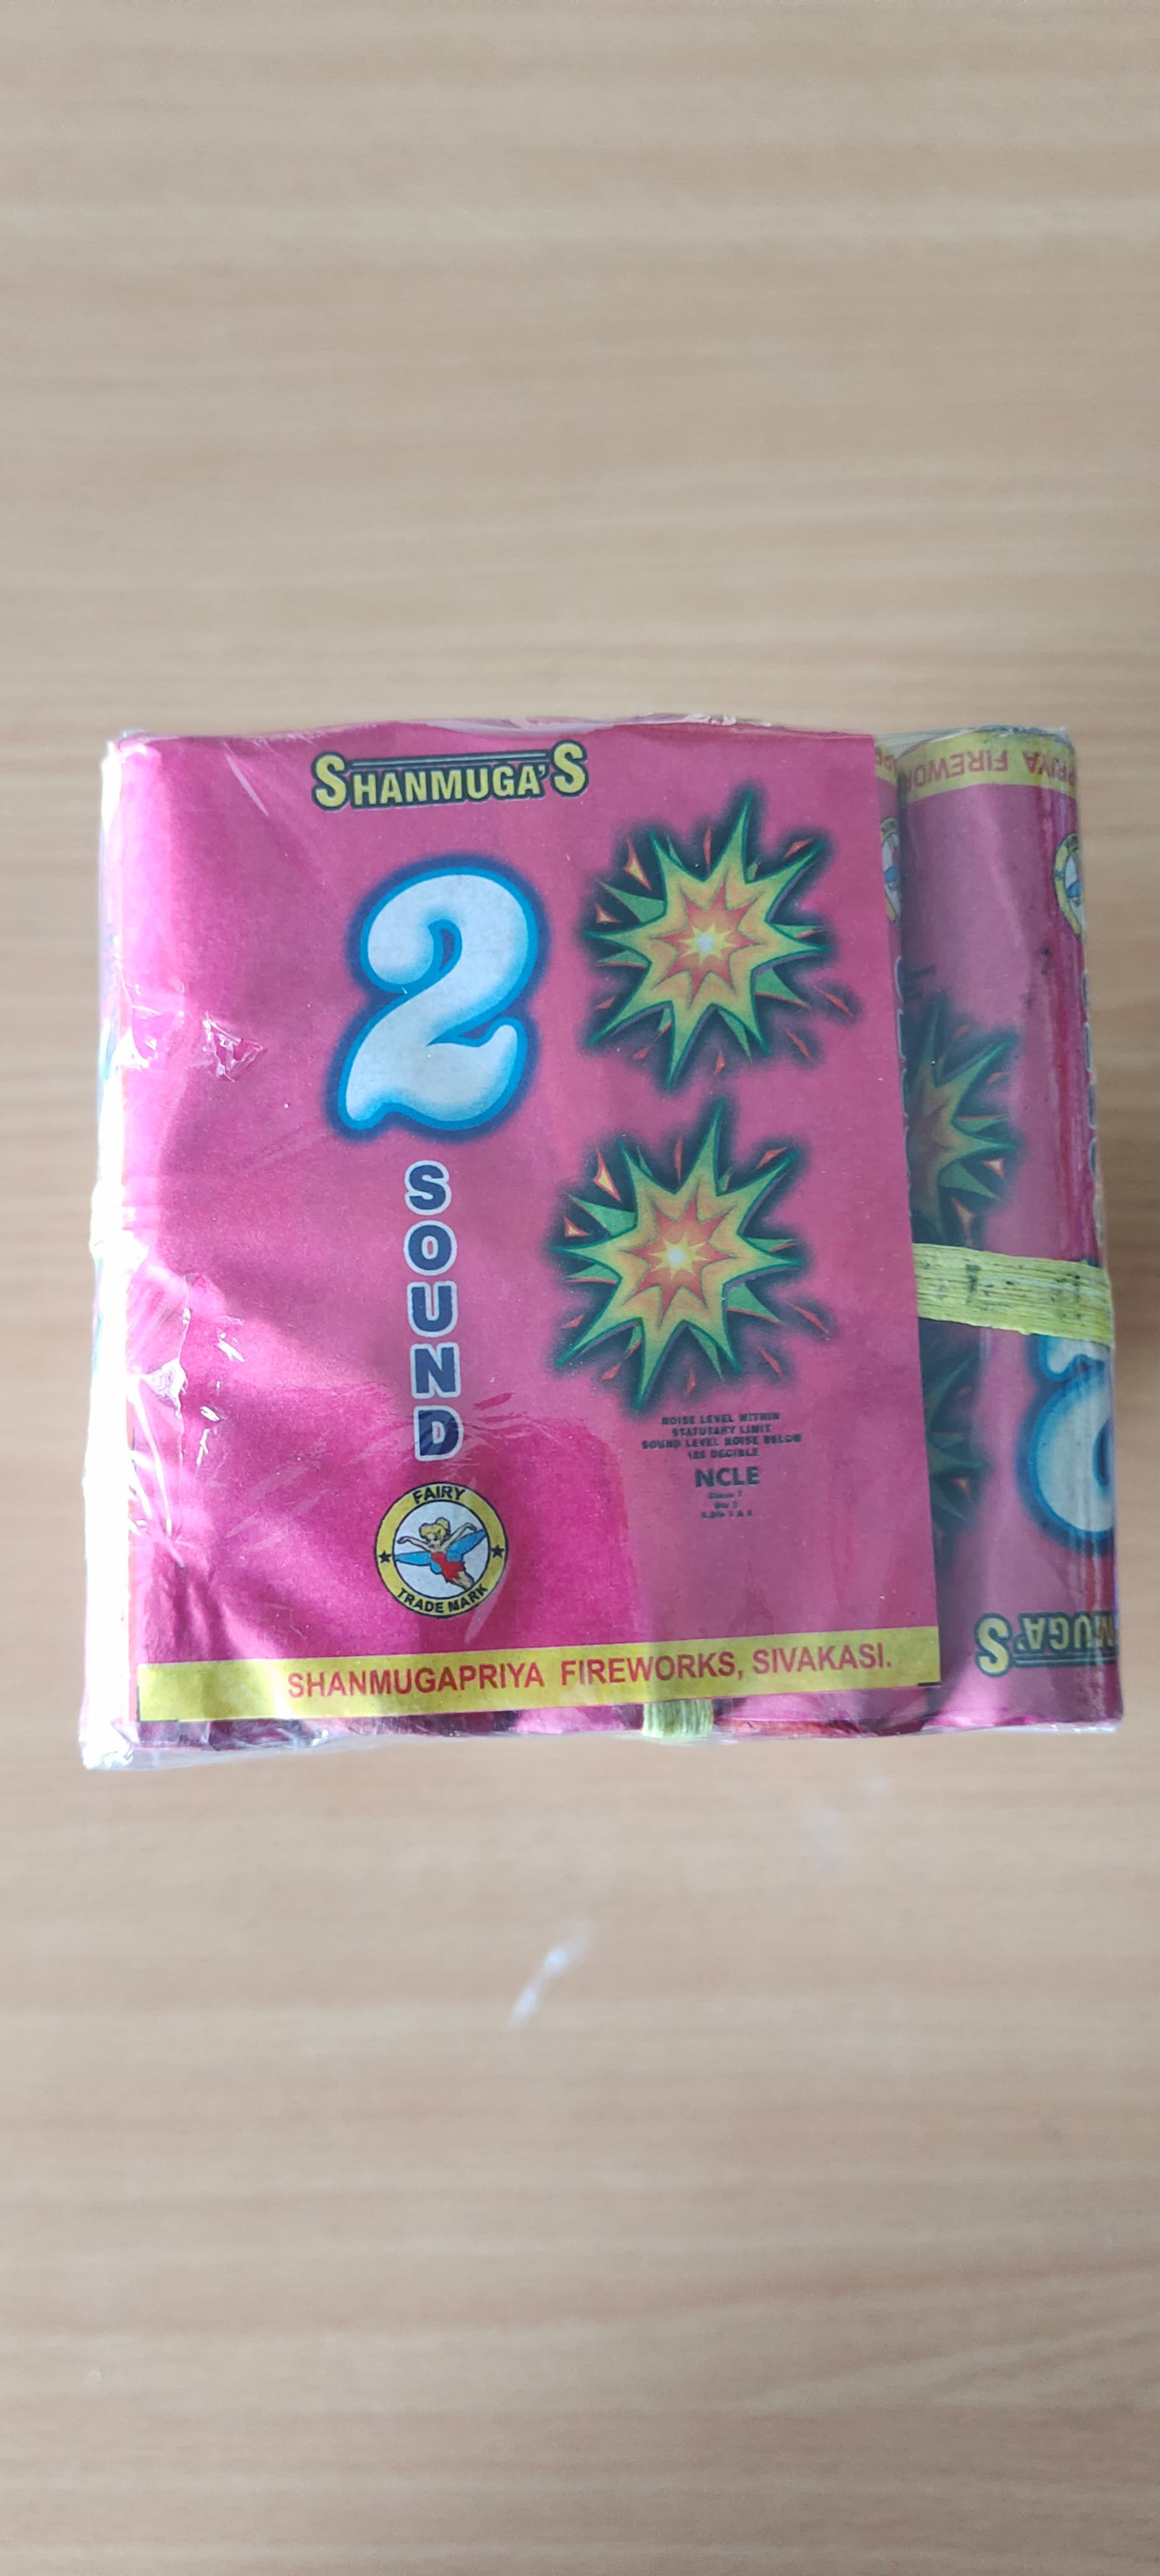 SHANMUGA'S
2
SOUND
NOISE LEVEL WITHIN
STATUTARY LIMIT
SOUND LEVEL NOISE BELOW
125 DECIBLE
NCLE
FAIRY
TRADE MARK
SHANMUGAPRIYA FIREWORKS, SIVAKASI.